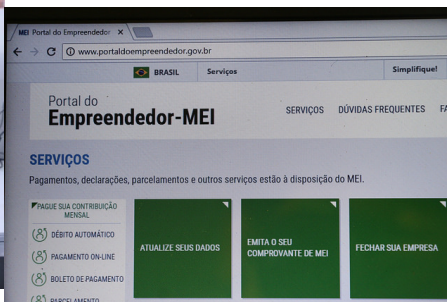 MEI Portal do Empreendedor
www.portaldoempreendedor.gov.br
BRASIL Serviços Simplifique!
Portal do
Empreendedor-MEI
SERVIÇOS DÚVIDAS FREQUENTES FA
SERVIÇOS
Pagamentos, declarações, parcelamentos e outros serviços estão à disposição do MEI.
PAGUE SUA CONTRIBUIÇÃO
MENSAL
DÉBITO AUTOMÁTICO
PAGAMENTO ON-LINE
BOLETO DE PAGAMENTO
PARCELAMENTO
ATUALIZE SEUS DADOS
EMITA O SEU
COMPROVANTE DE MEI
FECHAR SUA EMPRESA